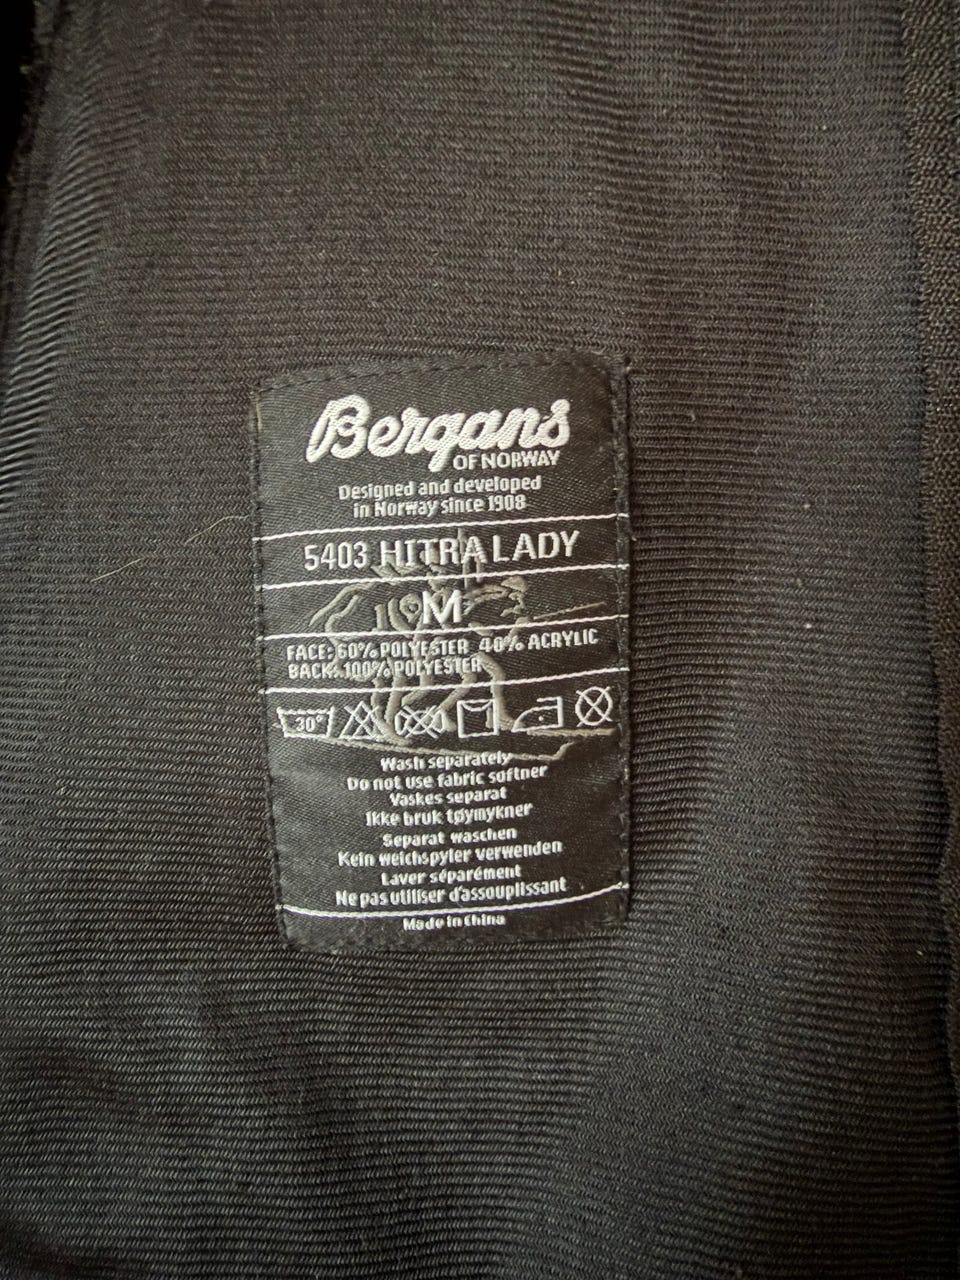 Bergans
OF NORWAY
Designed and developed
in Norway since 1908
5403 HITRA LADY
M
FACE: 60% POLYESTER 40% ACRYLIC
BACK: 100% POLYESTER
30°
Wash separately
Do not use fabric softner
Vaskes separat
Ikke bruk tøymykner
Separat waschen
Kein weichspyler verwenden
Laver séparément
Ne pas utiliser d'assouplissant
Made in China